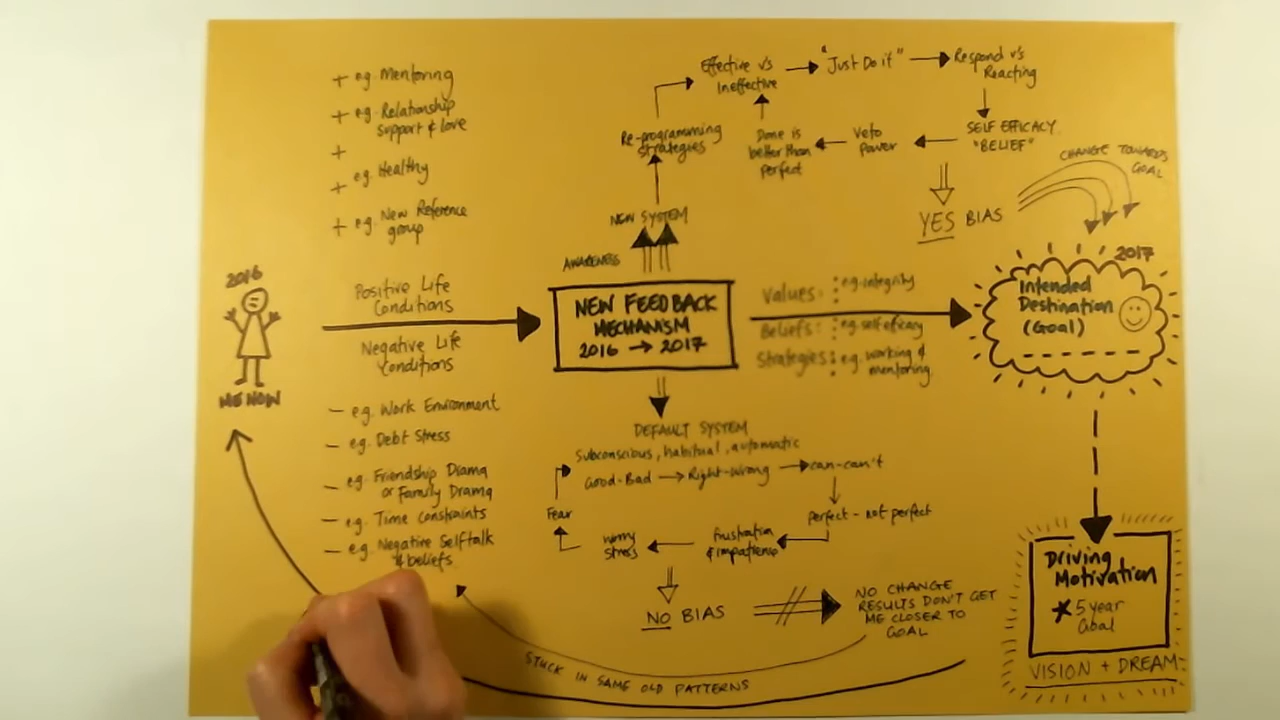 2016
ME NOW
+ e.g. Mentoring
+ e.g. Relationship
support & love
+
+ e.g. Healthy
+ e.g. New Reference
group
Positive Life
Conditions
Negative Life
Conditions
- e.g. Work Environment
- e.g. Debt Stress
- e.g. Friendship Drama
or Family Drama
- e.g. Time constraints
- e.g. Negative Selftalk
& beliefs
NEW FEEDBACK
MECHANISM
2016 → 2017
AWARENESS
NEW SYSTEM
Re-programming
strategies
Effective v's
Ineffective
"Just Do it"
Respond v's
Reacting
SELF EFFICACY
"BELIEF"
Veto
Power
Done is
better than
perfect
YES BIAS
CHANGE TOWARDS
GOAL
Values: e.g. integrity
Beliefs: e.g. self eficacy
Strategies: e.g. working &
mentoring
2017
Intended
Destination
(Goal)
DEFAULT SYSTEM
Subconscious, habitual, automatic
Good-Bad → Right-Wrong → can-can't
perfect - not perfect
frustration
& impatience
worry
stress
Fear
NO BIAS
NO CHANGE
RESULTS DON'T GET
ME CLOSER TO
GOAL
STUCK IN SAME OLD PATTERNS
Driving
Motivation
★ 5 year
Goal
VISION + DREAM